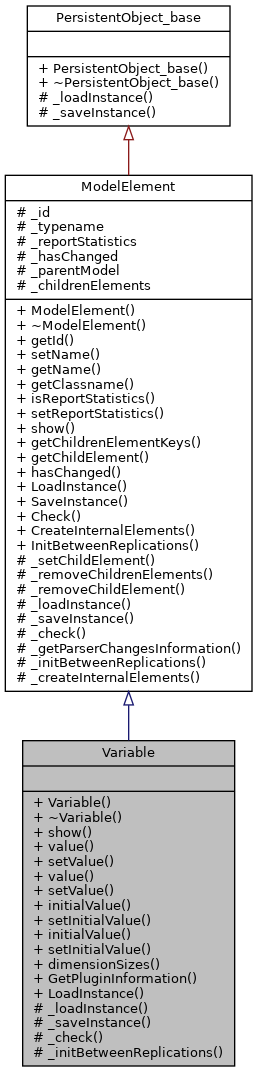 PersistentObject_base
+ PersistentObject_base()
+ ~PersistentObject_base()
# _loadInstance()
# _saveInstance()
ModelElement
# _id
# _typename
# _reportStatistics
# _hasChanged
# _parentModel
# _childrenElements
+ ModelElement()
+ ~ModelElement()
+ getId()
+ setName()
+ getName()
+ getClassname()
+ isReportStatistics()
+ setReportStatistics()
+ show()
+ getChildrenElementKeys()
+ getChildElement()
+ hasChanged()
+ LoadInstance()
+ SaveInstance()
+ Check()
+ CreateInternalElements()
+ InitBetweenReplications()
# _setChildElement()
# _removeChildrenElements()
# _removeChildElement()
# _loadInstance()
# _saveInstance()
# _check()
# _getParserChangesInformation()
# _initBetweenReplications()
# _createInternalElements()
Variable
+ Variable()
+ ~Variable()
+ show()
+ value()
+ setValue()
+ value()
+ setValue()
+ initialValue()
+ setInitialValue()
+ initialValue()
+ setInitialValue()
+ dimensionSizes()
+ GetPluginInformation()
+ LoadInstance()
# _loadInstance()
# _saveInstance()
# _check()
# _initBetweenReplications()